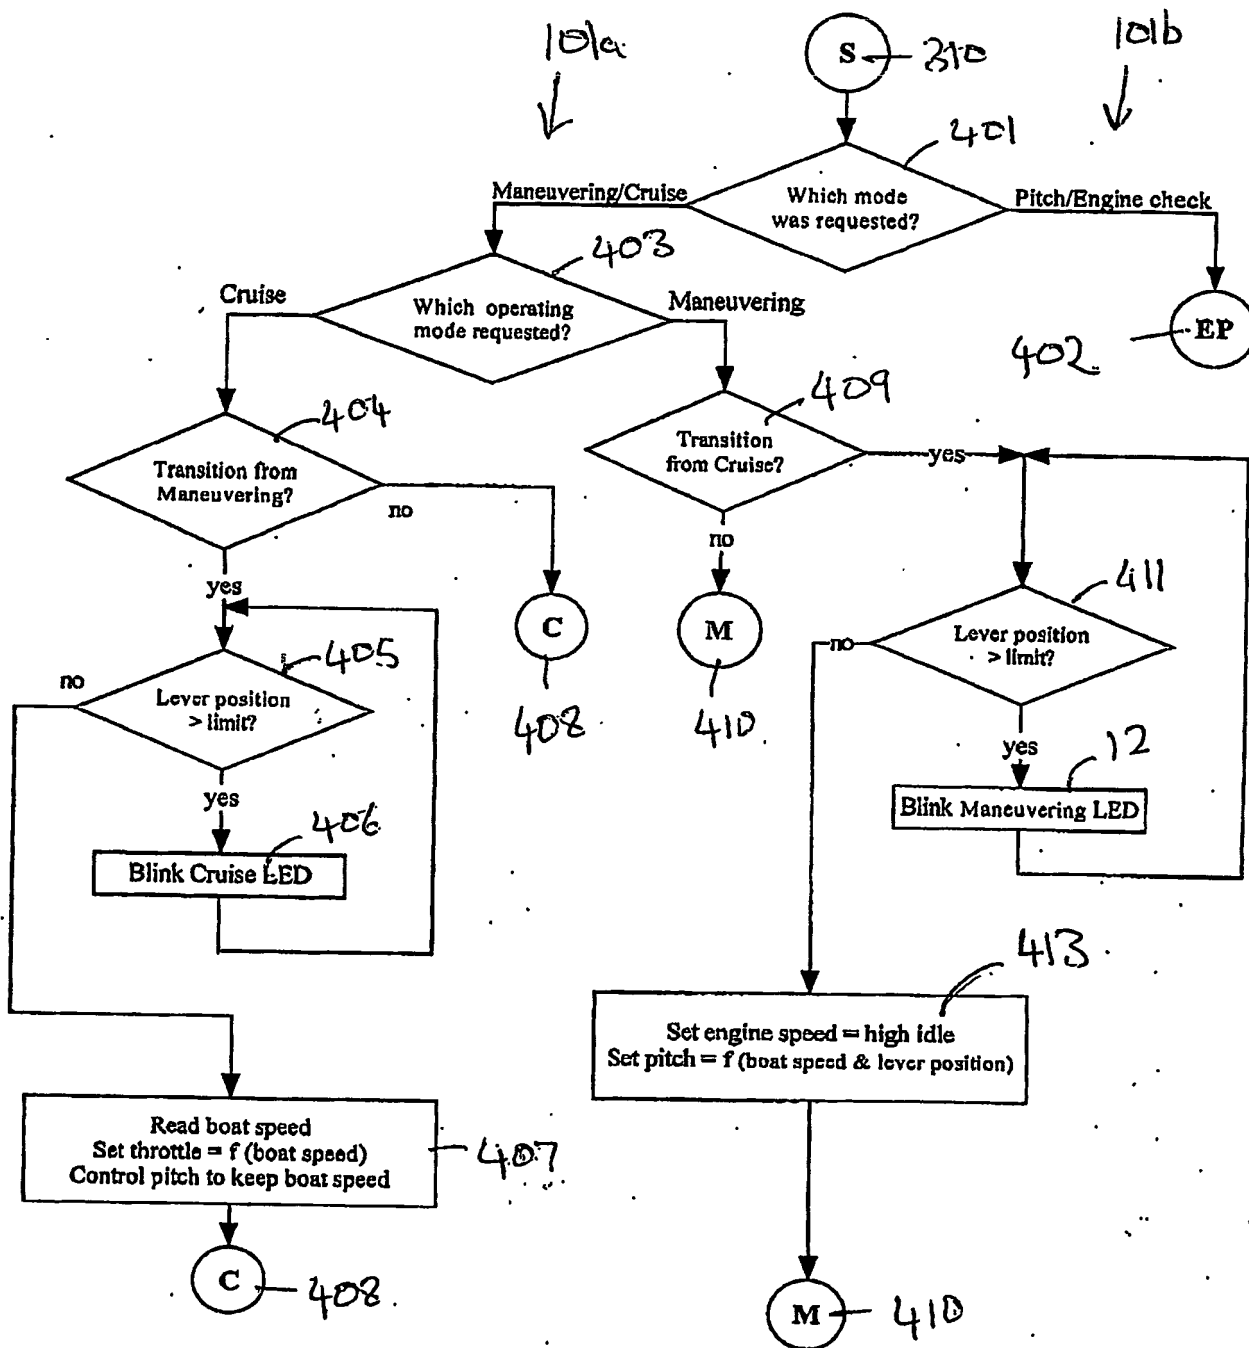 101a
S
310
101b
401
Maneuvering/Cruise
Which mode
was requested?
Pitch/Engine check
403
Cruise
Which operating
mode requested?
Maneuvering
EP
402
404
409
Transition from
Maneuvering?
no
Transition
from Cruise?
yes
yes
no
411
C
M
no
Lever position
> limit?
405
no
Lever position
> limit?
408
410
yes
12
yes
Blink Maneuvering LED
406
Blink Cruise LED
413
Set engine speed = high idle
Set pitch = f (boat speed & lever position)
Read boat speed
Set throttle = f (boat speed)
Control pitch to keep boat speed
407
C
408
M
410